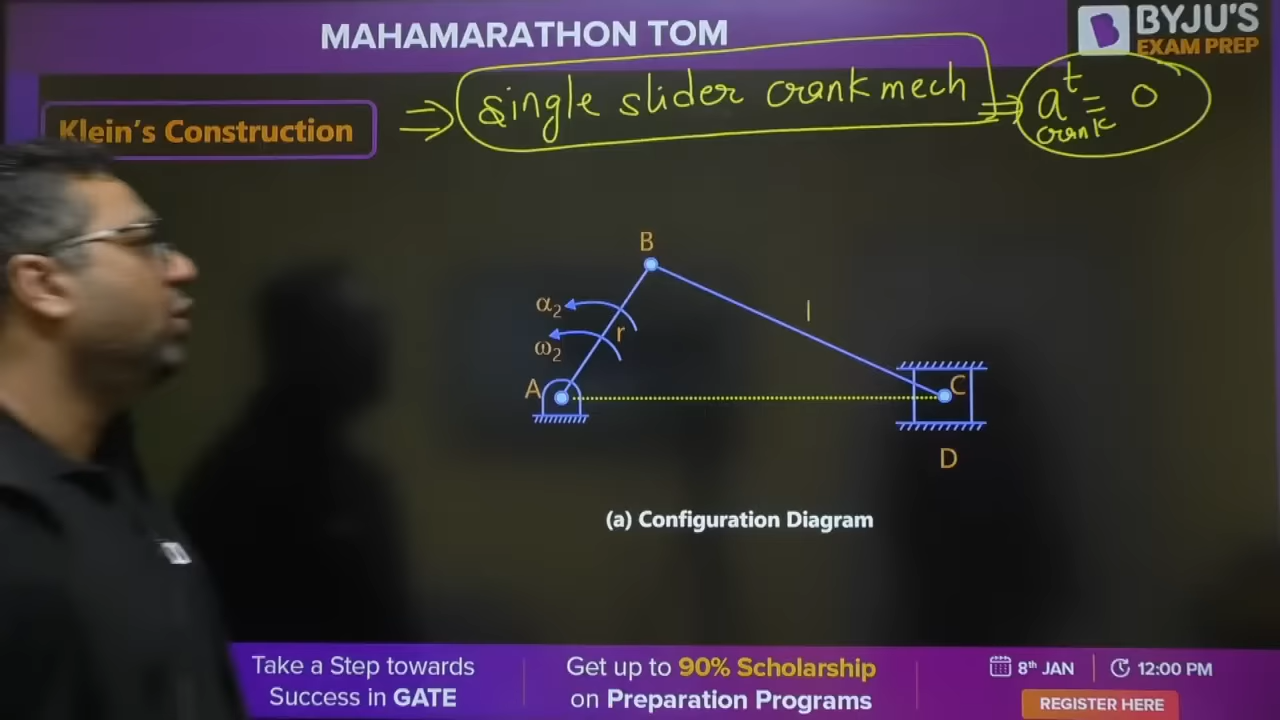 MAHAMARATHON TOM
BYJU'S
EXAM PREP
Klein's Construction
⇒ single slider crank mech ⇒ aᵗcrank = 0
B
α₂
ω₂
r
l
A
C
D
(a) Configuration Diagram
Take a Step towards
Success in GATE
Get up to 90% Scholarship
on Preparation Programs
8th JAN
12:00 PM
REGISTER HERE